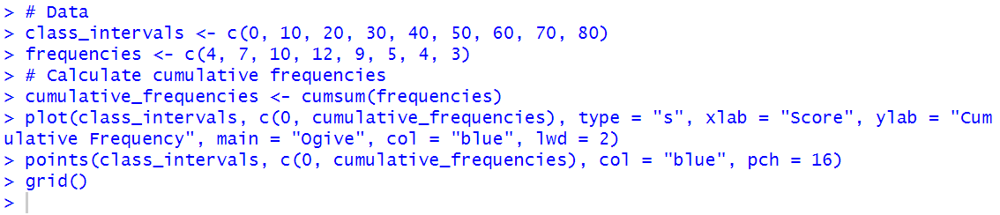 > # Data
> class_intervals <- c(0, 10, 20, 30, 40, 50, 60, 70, 80)
> frequencies <- c(4, 7, 10, 12, 9, 5, 4, 3)
> # Calculate cumulative frequencies
> cumulative_frequencies <- cumsum(frequencies)
> plot(class_intervals, c(0, cumulative_frequencies), type = "s", xlab = "Score", ylab = "Cum
ulative Frequency", main = "Ogive", col = "blue", lwd = 2)
> points(class_intervals, c(0, cumulative_frequencies), col = "blue", pch = 16)
> grid()
>